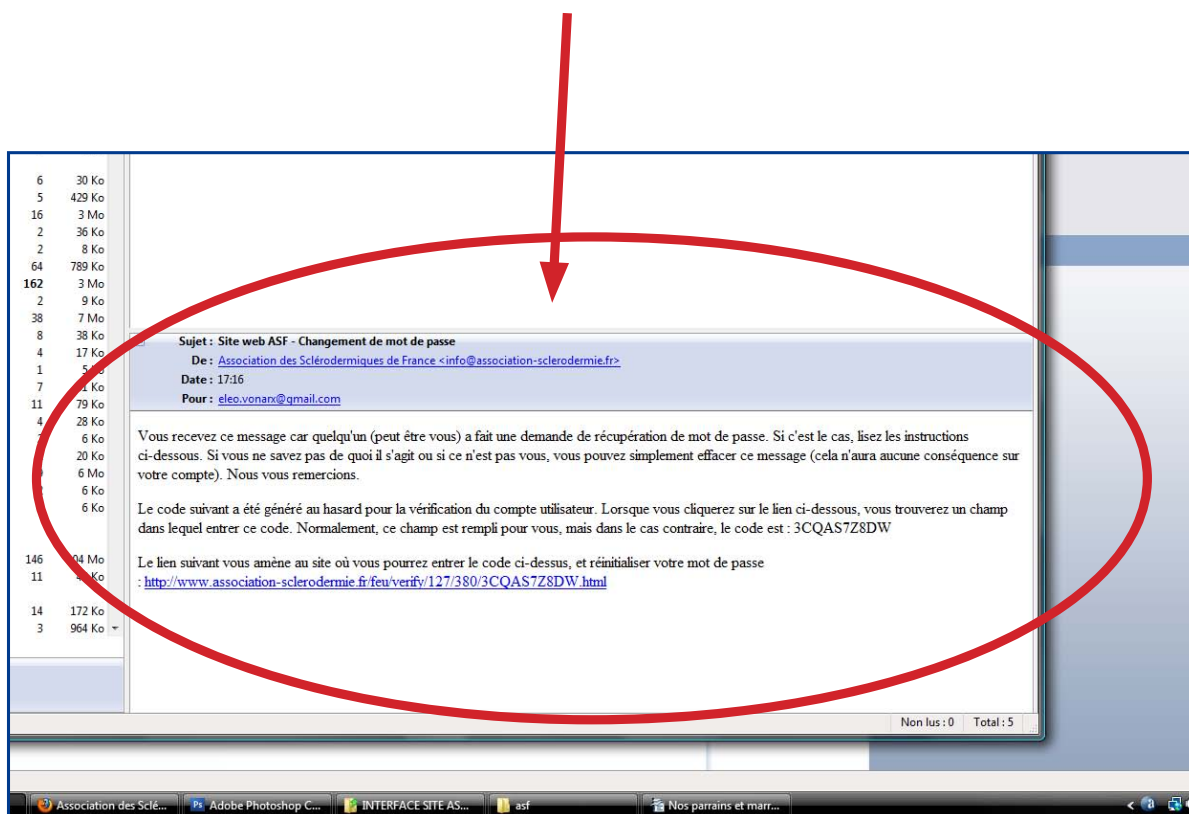 6 30 Ko
5 429 Ko
16 3 Mo
2 36 Ko
2 8 Ko
64 789 Ko
162 3 Mo
2 9 Ko
38 7 Mo
8 38 Ko
4 17 Ko
1 Ko
7 Ko
11 79 Ko
4 28 Ko
6 Ko
20 Ko
6 Mo
6 Ko
6 Ko
146 04 Mo
11 Ko
14 172 Ko
3 964 Ko
Sujet : Site web ASF - Changement de mot de passe
De : Association des Sclérodermiques de France <info@association-sclerodermie.fr>
Date : 17:16
Pour : eleo.vonarx@gmail.com
Vous recevez ce message car quelqu'un (peut être vous) a fait une demande de récupération de mot de passe. Si c'est le cas, lisez les instructions
ci-dessous. Si vous ne savez pas de quoi il s'agit ou si ce n'est pas vous, vous pouvez simplement effacer ce message (cela n'aura aucune conséquence sur
votre compte). Nous vous remercions.
Le code suivant a été généré au hasard pour la vérification du compte utilisateur. Lorsque vous cliquerez sur le lien ci-dessous, vous trouverez un champ
dans lequel entrer ce code. Normalement, ce champ est rempli pour vous, mais dans le cas contraire, le code est : 3CQAS7Z8DW
Le lien suivant vous amène au site où vous pourrez entrer le code ci-dessus, et réinitialiser votre mot de passe
: http://www.association-sclerodermie.fr/feu/verify/127/380/3CQAS7Z8DW.html
Non lus : 0 Total : 5
Association des Sclé... Ps Adobe Photoshop C... INTERFACE SITE AS... asf Nos parrains et marr...